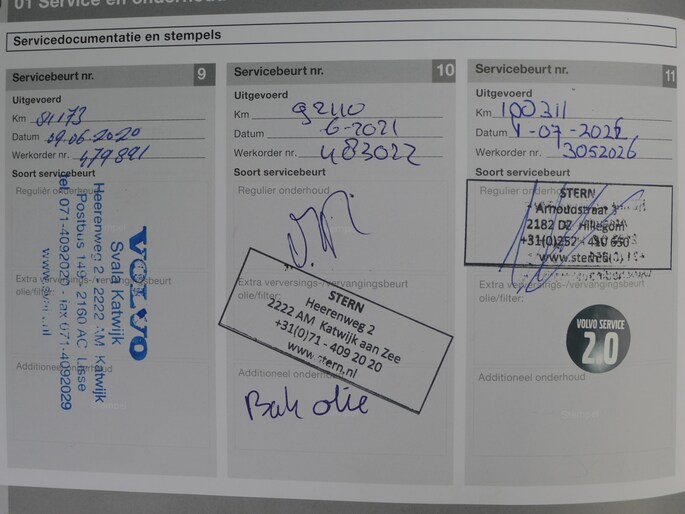 01 Service en onderhoud
Servicedocumentatie en stempels
Servicebeurt nr. 9
Uitgevoerd
Km 81173
Datum 09-06-2020
Werkorder nr. 479891
Soort servicebeurt
Regulier onderhoud:
VOLVO
Svala Katwijk
Heerenweg 2 - 2222 AM Katwijk
Postbus 149 - 2160 AC Lisse
Tel. 071-4092020 - fax 071-4092029
Extra verversings-/vervangingsbeurt
olie/filter:
Additioneel onderhoud
Servicebeurt nr. 10
Uitgevoerd
Km 92110
Datum 6-2021
Werkorder nr. 483022
Soort servicebeurt
Regulier onderhoud:
Extra verversings-/vervangingsbeurt
olie/filter:
STERN
Heerenweg 2
2222 AM Katwijk aan Zee
+31(0)71 - 409 20 20
www.stern.nl
Additioneel onderhoud
Bak olie
Servicebeurt nr. 11
Uitgevoerd
Km 100311
Datum 1-07-2022
Werkorder nr. 3052026
Soort servicebeurt
Regulier
STERN
2182 DZ Hillegom
+31(0)252 - 410 650
www.stern
Extra verversings-/vervangingsbeurt
olie/filter:
VOLVO SERVICE
2.0
Additioneel onderhoud